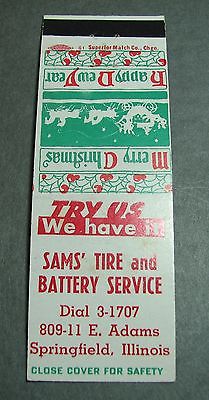 Superior Match Co., Chgo.
Happy New Year
Merry Christmas
TRY US
We have it
SAMS' TIRE and
BATTERY SERVICE
Dial 3-1707
809-11 E. Adams
Springfield, Illinois
CLOSE COVER FOR SAFETY